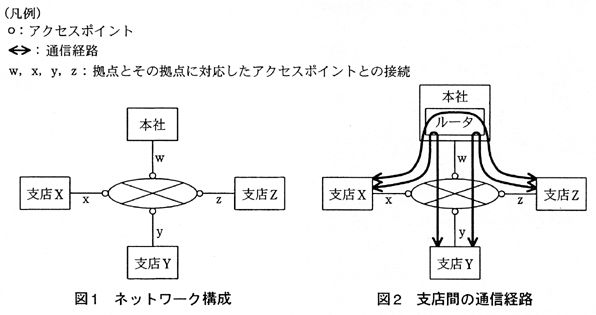 （凡例）
○：アクセスポイント
⟷：通信経路
w，x，y，z：拠点とその拠点に対応したアクセスポイントとの接続
本社
w
支店X
x
z
支店Z
y
支店Y
図1　ネットワーク構成
本社
ルータ
w
支店X
x
z
支店Z
y
支店Y
図2　支店間の通信経路